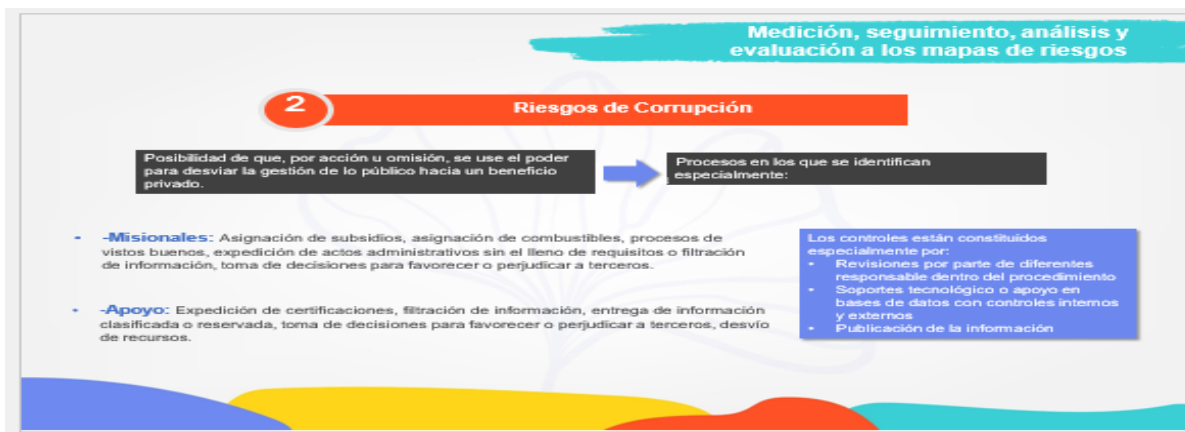 Medición, seguimiento, análisis y
evaluación a los mapas de riesgos
2
Riesgos de Corrupción
Posibilidad de que, por acción u omisión, se use el poder
para desviar la gestión de lo público hacia un beneficio
privado.
Procesos en los que se identifican
especialmente:
• -Misionales: Asignación de subsidios, asignación de combustibles, procesos de
vistos buenos, expedición de actos administrativos sin el lleno de requisitos o filtración
de información, toma de decisiones para favorecer o perjudicar a terceros.
• -Apoyo: Expedición de certificaciones, filtración de información, entrega de información
clasificada o reservada, toma de decisiones para favorecer o perjudicar a terceros, desvío
de recursos.
Los controles están constituidos
especialmente por:
• Revisiones por parte de diferentes
responsable dentro del procedimiento
• Soportes tecnológico o apoyo en
bases de datos con controles internos
y externos
• Publicación de la información